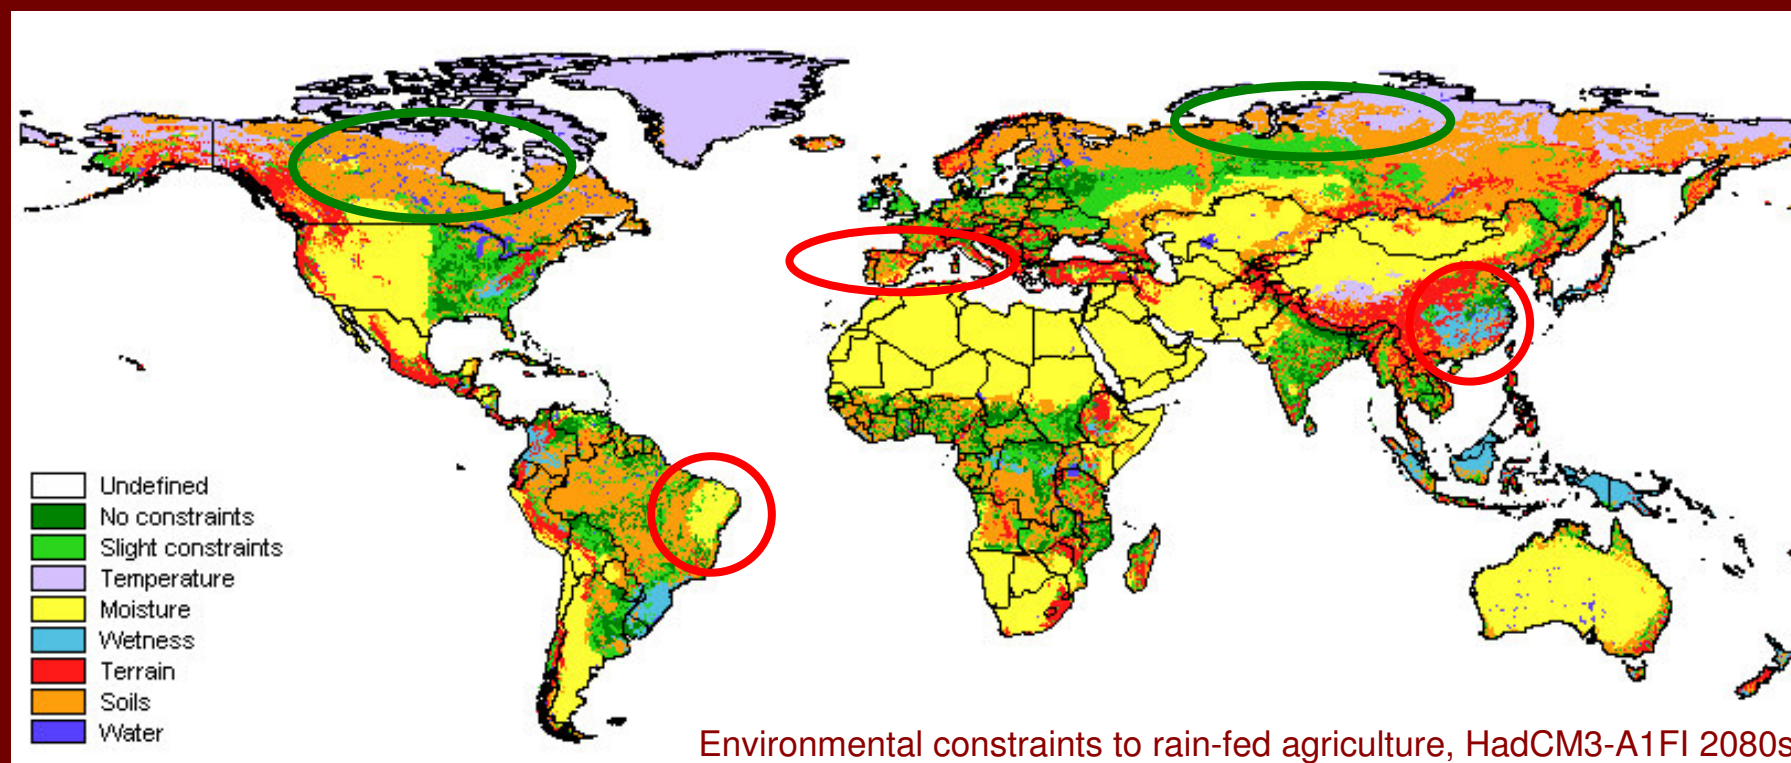 Undefined
No constraints
Slight constraints
Temperature
Moisture
Wetness
Terrain
Soils
Water
Environmental constraints to rain-fed agriculture, HadCM3-A1FI 2080s